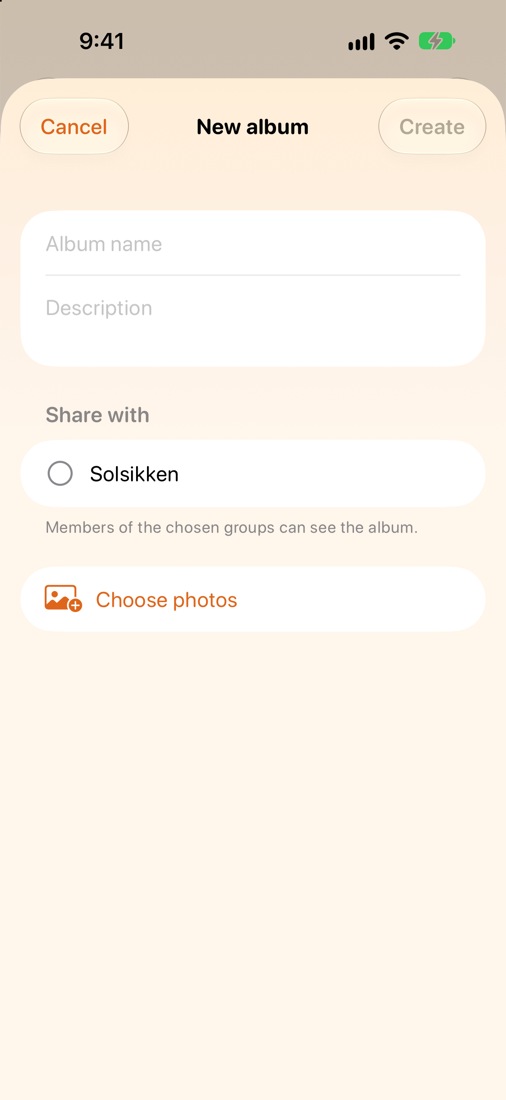 9:41
Cancel New album Create
Album name
Description
Share with
Solsikken
Members of the chosen groups can see the album.
Choose photos